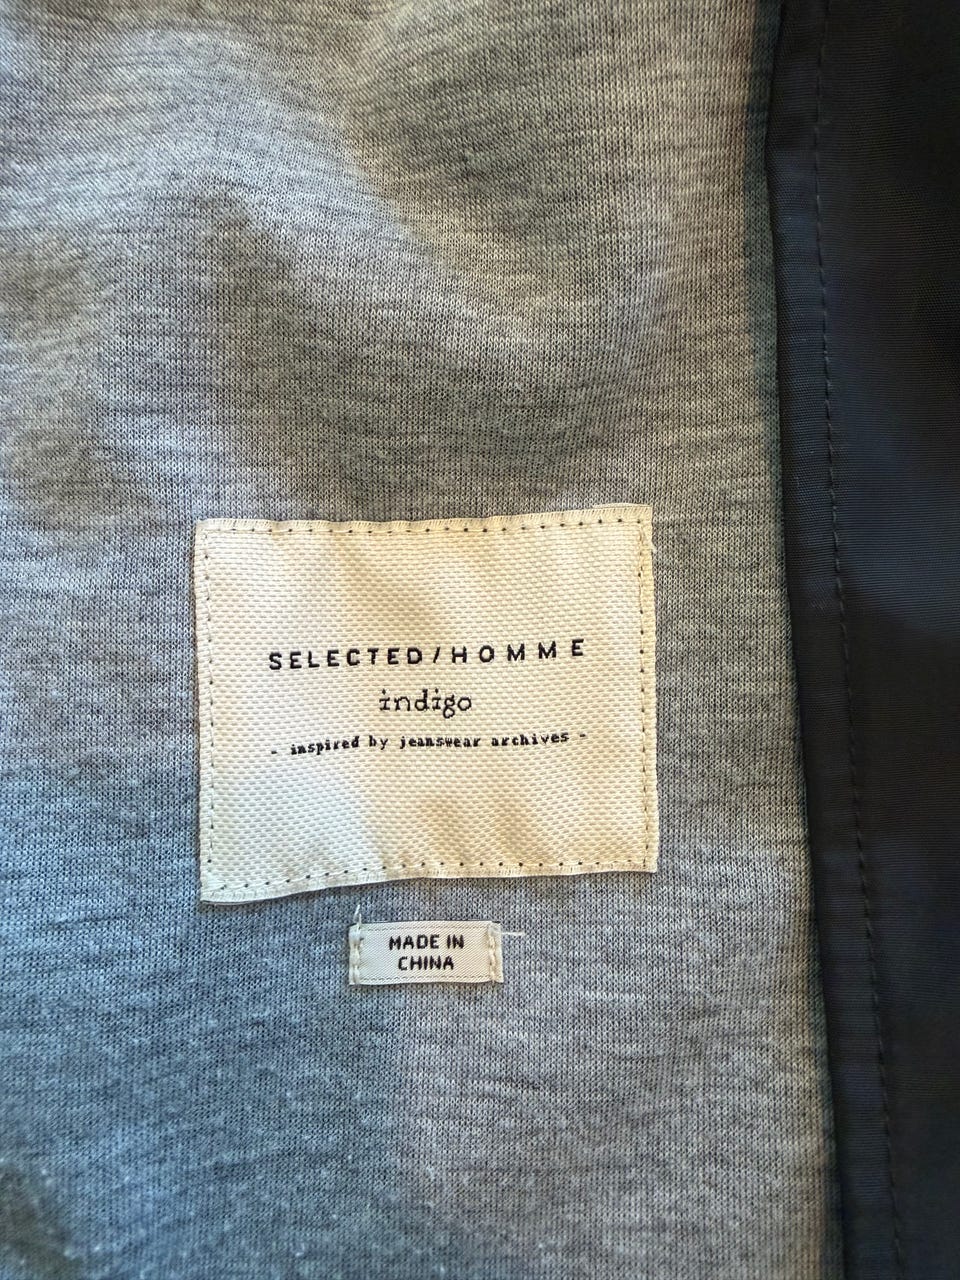 SELECTED/HOMME
indigo
- inspired by jeanswear archives -
MADE IN
CHINA